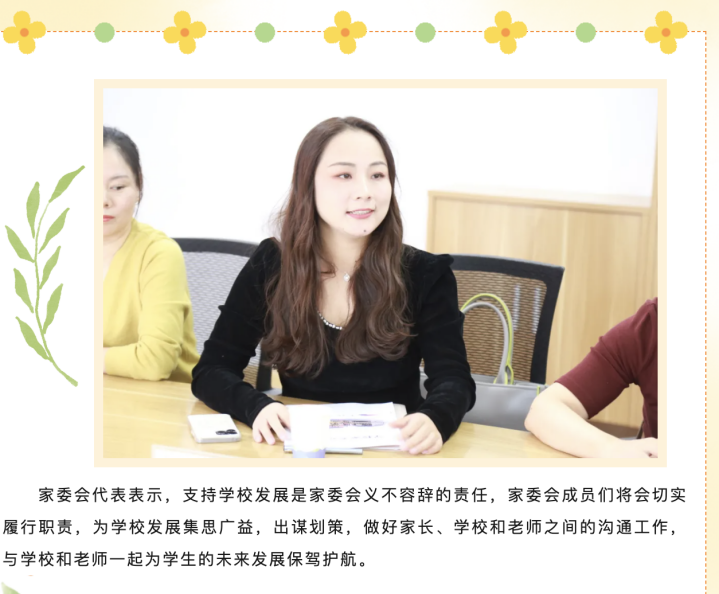 家委会代表表示，支持学校发展是家委会义不容辞的责任，家委会成员们将会切实
履行职责，为学校发展集思广益，出谋划策，做好家长、学校和老师之间的沟通工作，
与学校和老师一起为学生的未来发展保驾护航。